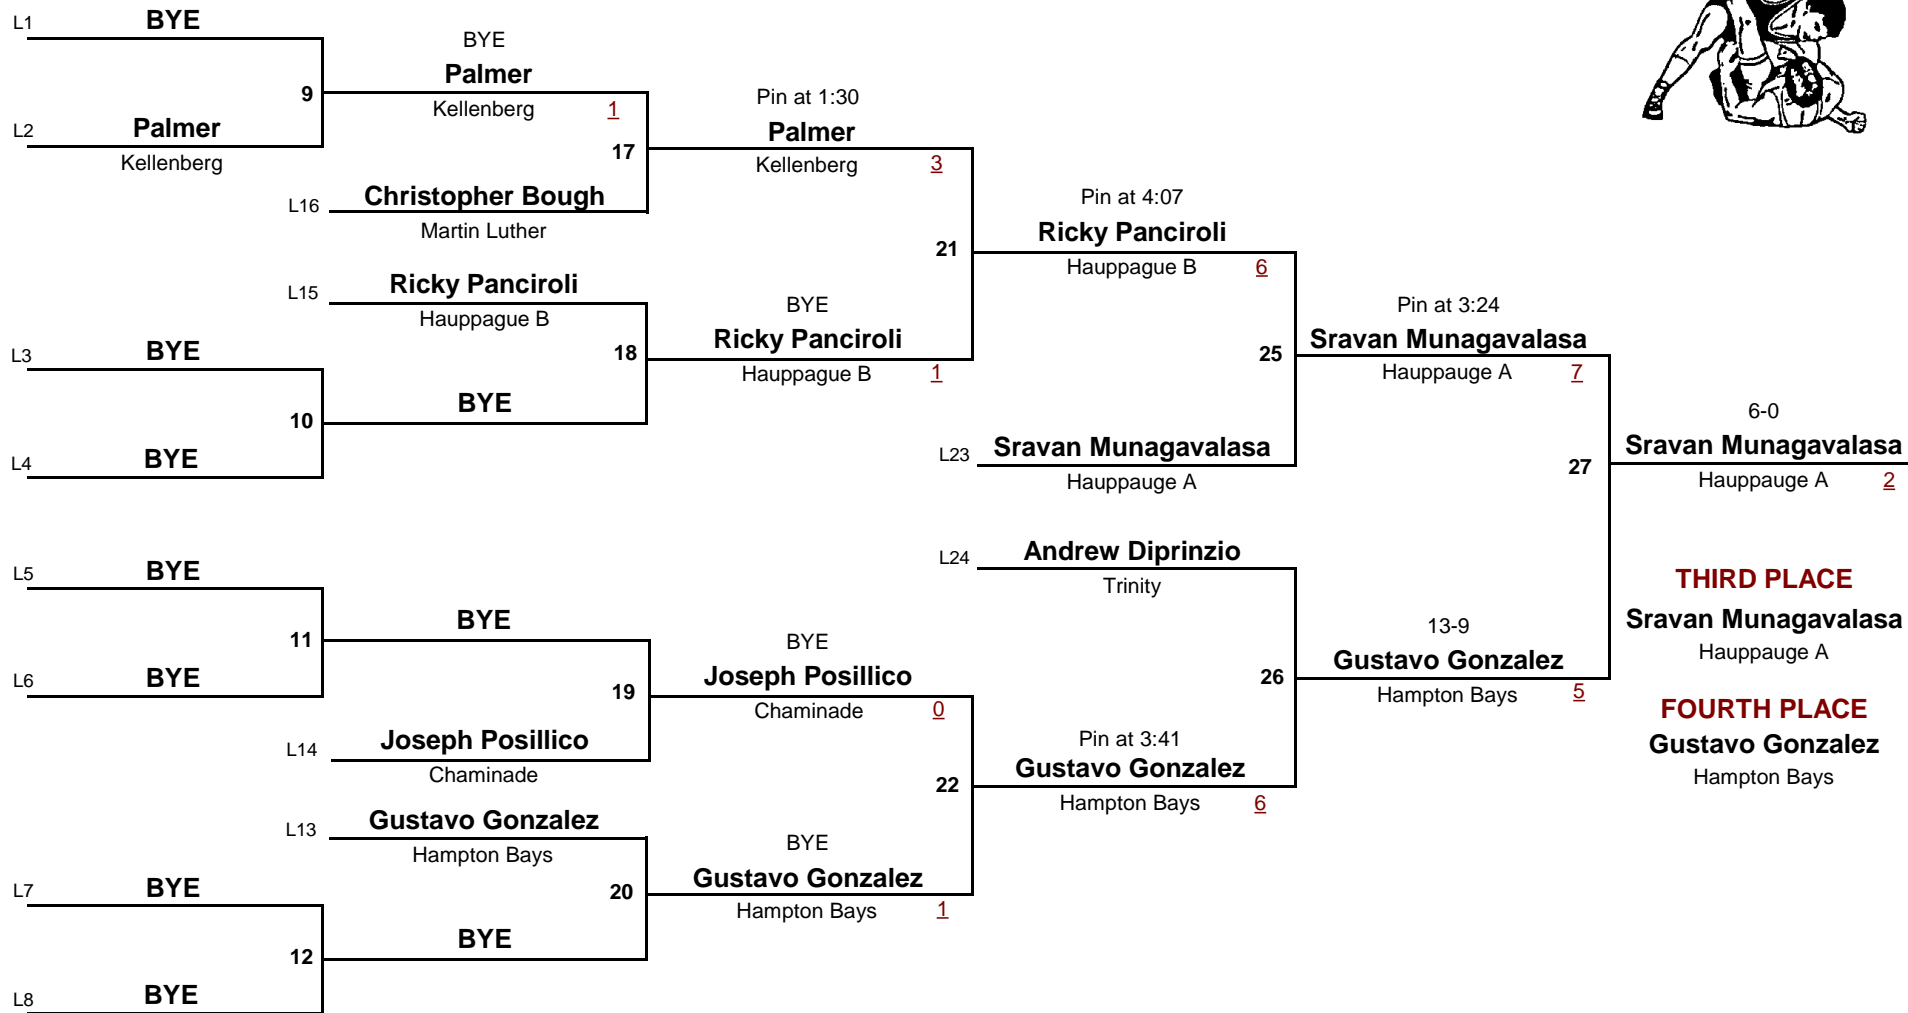 L1 BYE
9
L2 Palmer
Kellenberg
BYE
Palmer
Kellenberg 1
17
L16 Christopher Bough
Martin Luther
Pin at 1:30
Palmer
Kellenberg 3
21
L15 Ricky Panciroli
Hauppague B
18
L3 BYE
10
L4 BYE
BYE
BYE
Ricky Panciroli
Hauppague B 1
Pin at 4:07
Ricky Panciroli
Hauppague B 6
25
L23 Sravan Munagavalasa
Hauppauge A
Pin at 3:24
Sravan Munagavalasa
Hauppauge A 7
27
6-0
Sravan Munagavalasa
Hauppauge A 2
L5 BYE
11
L6 BYE
BYE
19
L14 Joseph Posillico
Chaminade
BYE
Joseph Posillico
Chaminade 0
22
L13 Gustavo Gonzalez
Hampton Bays
20
L7 BYE
12
L8 BYE
BYE
BYE
Gustavo Gonzalez
Hampton Bays 1
L24 Andrew Diprinzio
Trinity
26
Pin at 3:41
Gustavo Gonzalez
Hampton Bays 6
13-9
Gustavo Gonzalez
Hampton Bays 5
THIRD PLACE
Sravan Munagavalasa
Hauppauge A
FOURTH PLACE
Gustavo Gonzalez
Hampton Bays